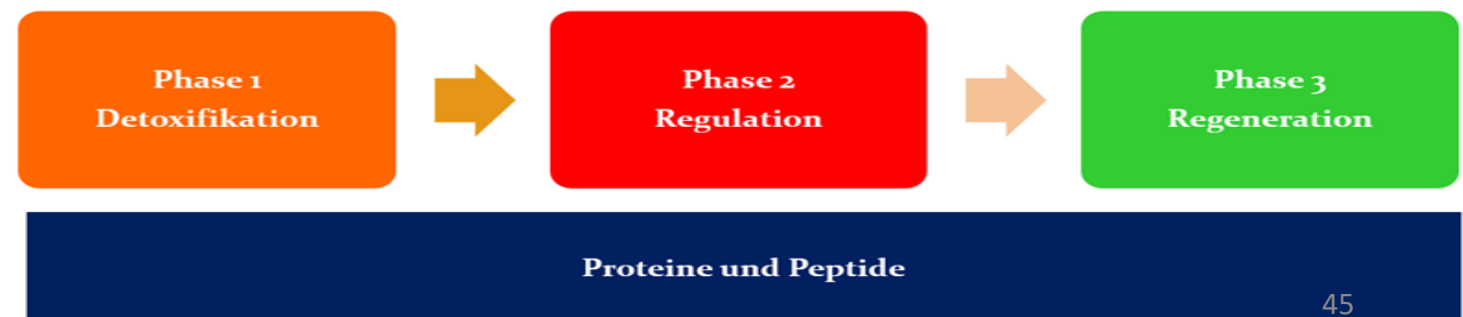 Phase 1
Detoxifikation
Phase 2
Regulation
Phase 3
Regeneration
Proteine und Peptide
45